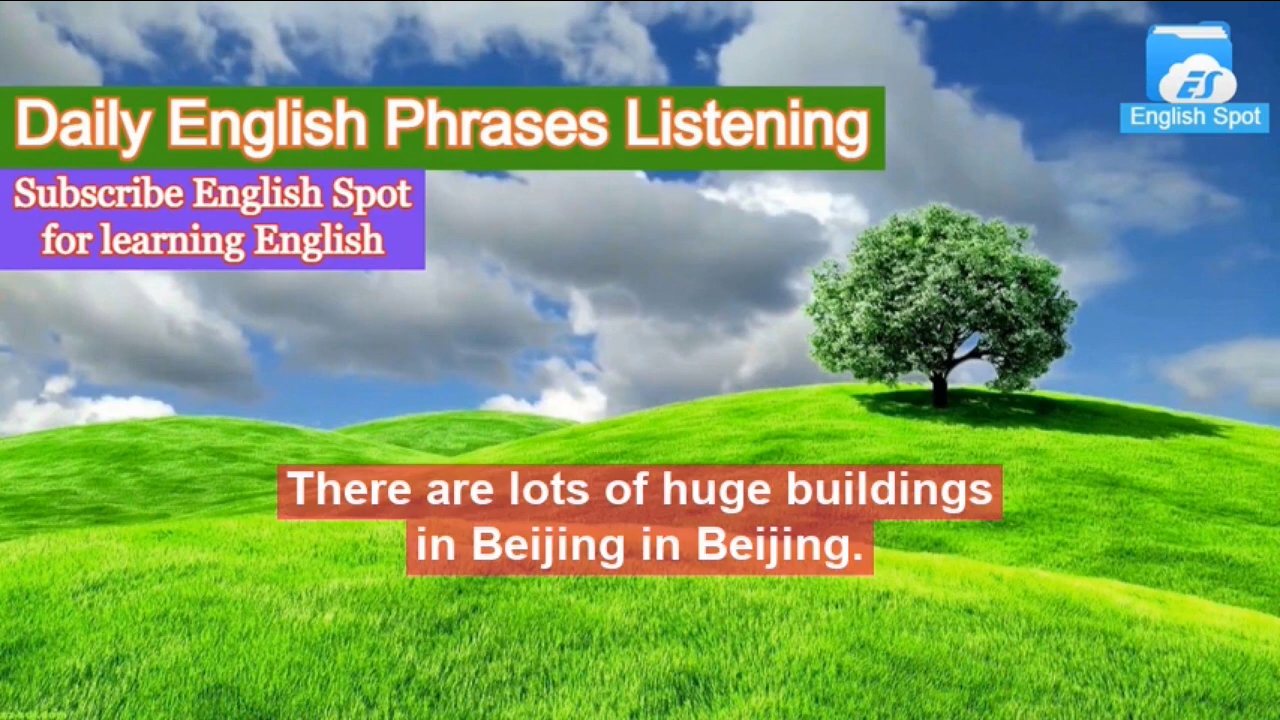 Daily English Phrases Listening
Subscribe English Spot
for learning English
ES
English Spot
There are lots of huge buildings
in Beijing in Beijing.